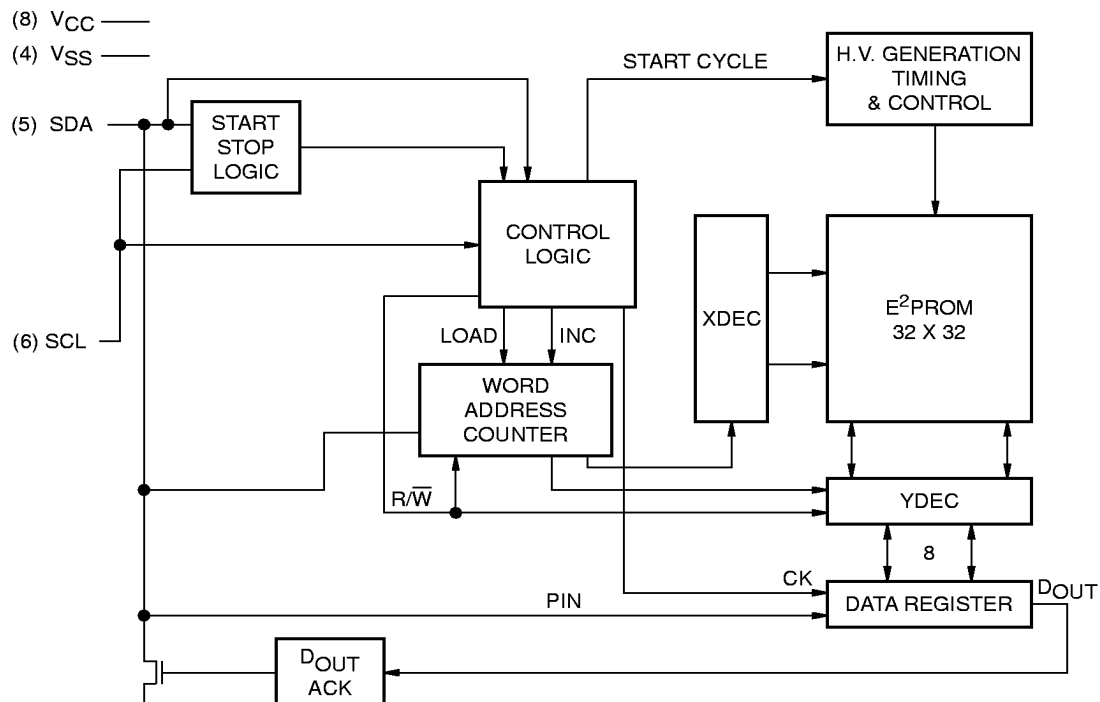 (8) VCC
(4) VSS
START CYCLE
H.V. GENERATION
TIMING
& CONTROL
(5) SDA
START
STOP
LOGIC
CONTROL
LOGIC
XDEC
E²PROM
32 X 32
(6) SCL
LOAD
INC
WORD
ADDRESS
COUNTER
R/W̅
YDEC
8
CK
DOUT
PIN
DATA REGISTER
DOUT
ACK